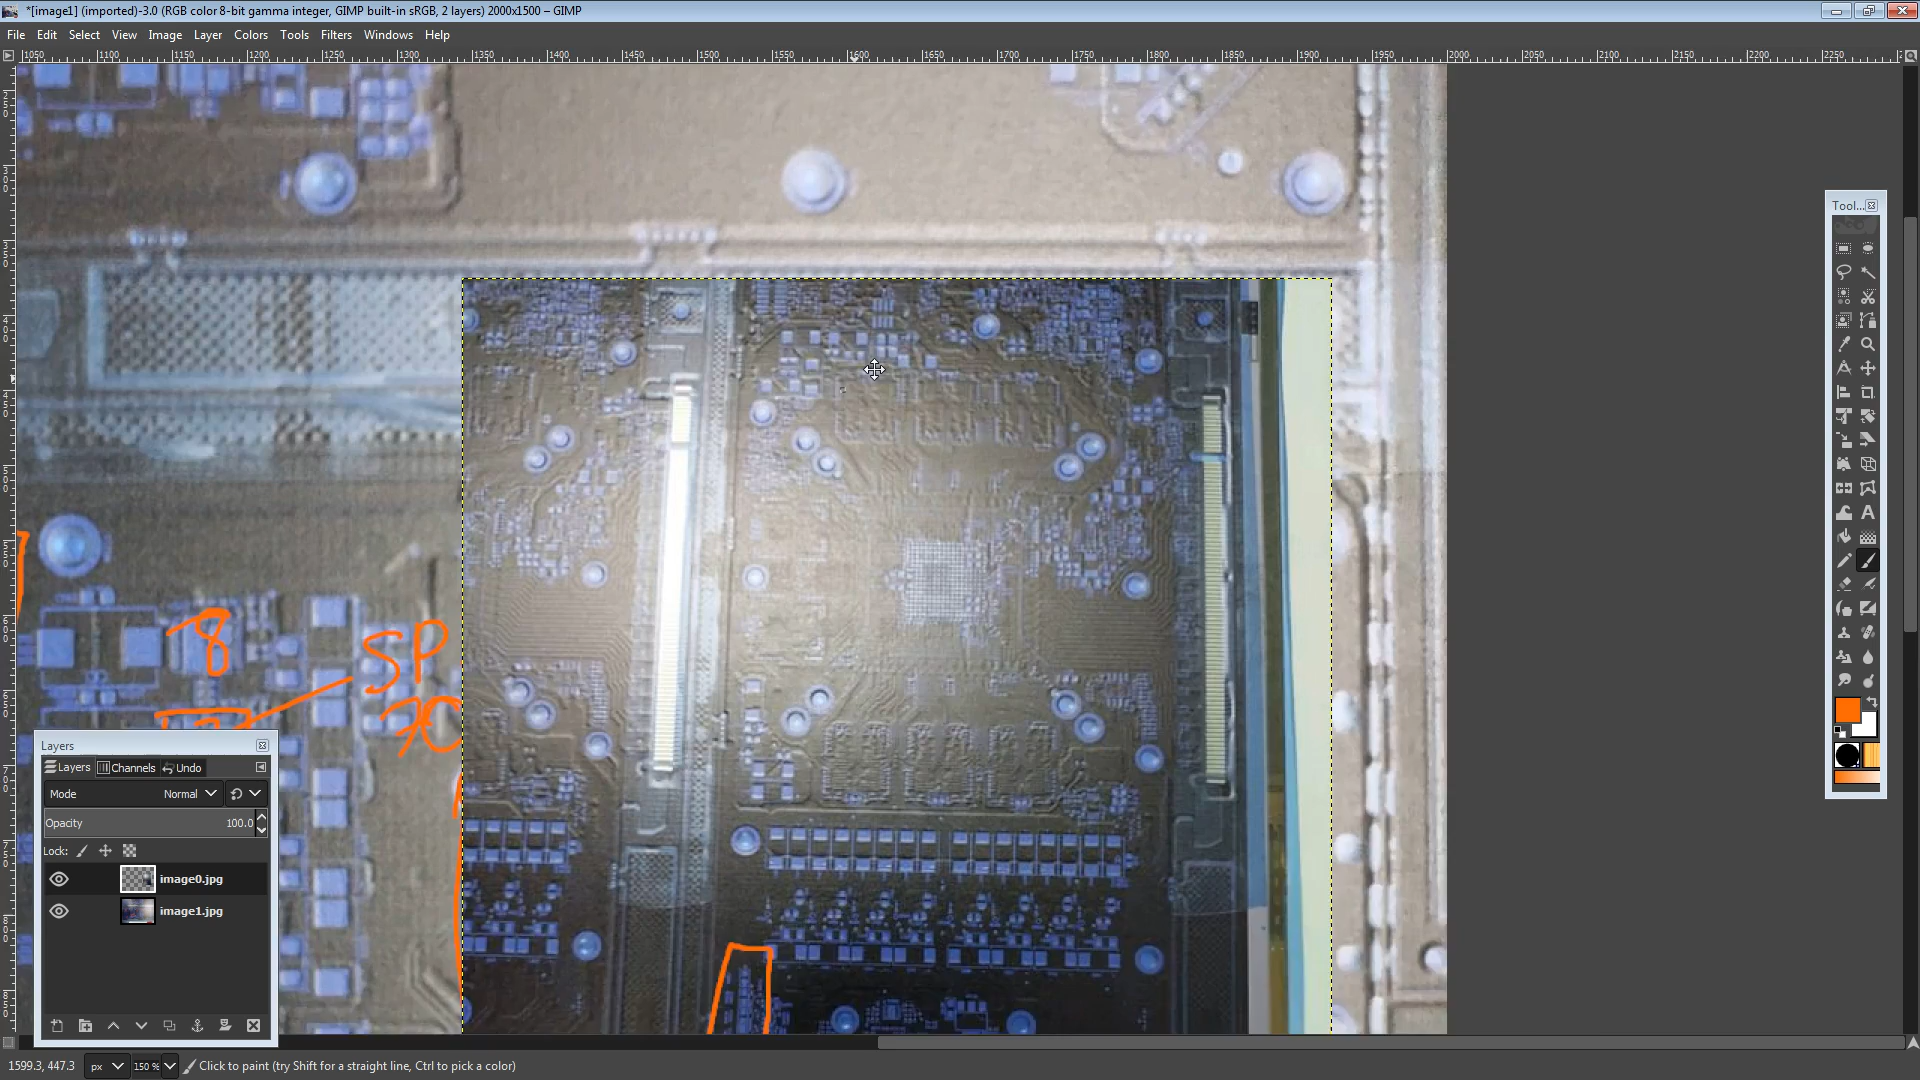 *[image1] (imported)-3.0 (RGB color 8-bit gamma integer, GIMP built-in sRGB, 2 layers) 2000x1500 – GIMP
File Edit Select View Image Layer Colors Tools Filters Windows Help
1050 1100 1150 1200 1250 1300 1350 1400 1450 1500 1550 1600 1650 1700 1750 1800 1850 1900 1950 2000 2050 2100 2150 2200 2250
Tool...
8
SP
Layers
Layers Channels Undo
Mode Normal
Opacity 100.0
Lock:
image0.jpg
image1.jpg
1599.3, 447.3 px 150 % Click to paint (try Shift for a straight line, Ctrl to pick a color)